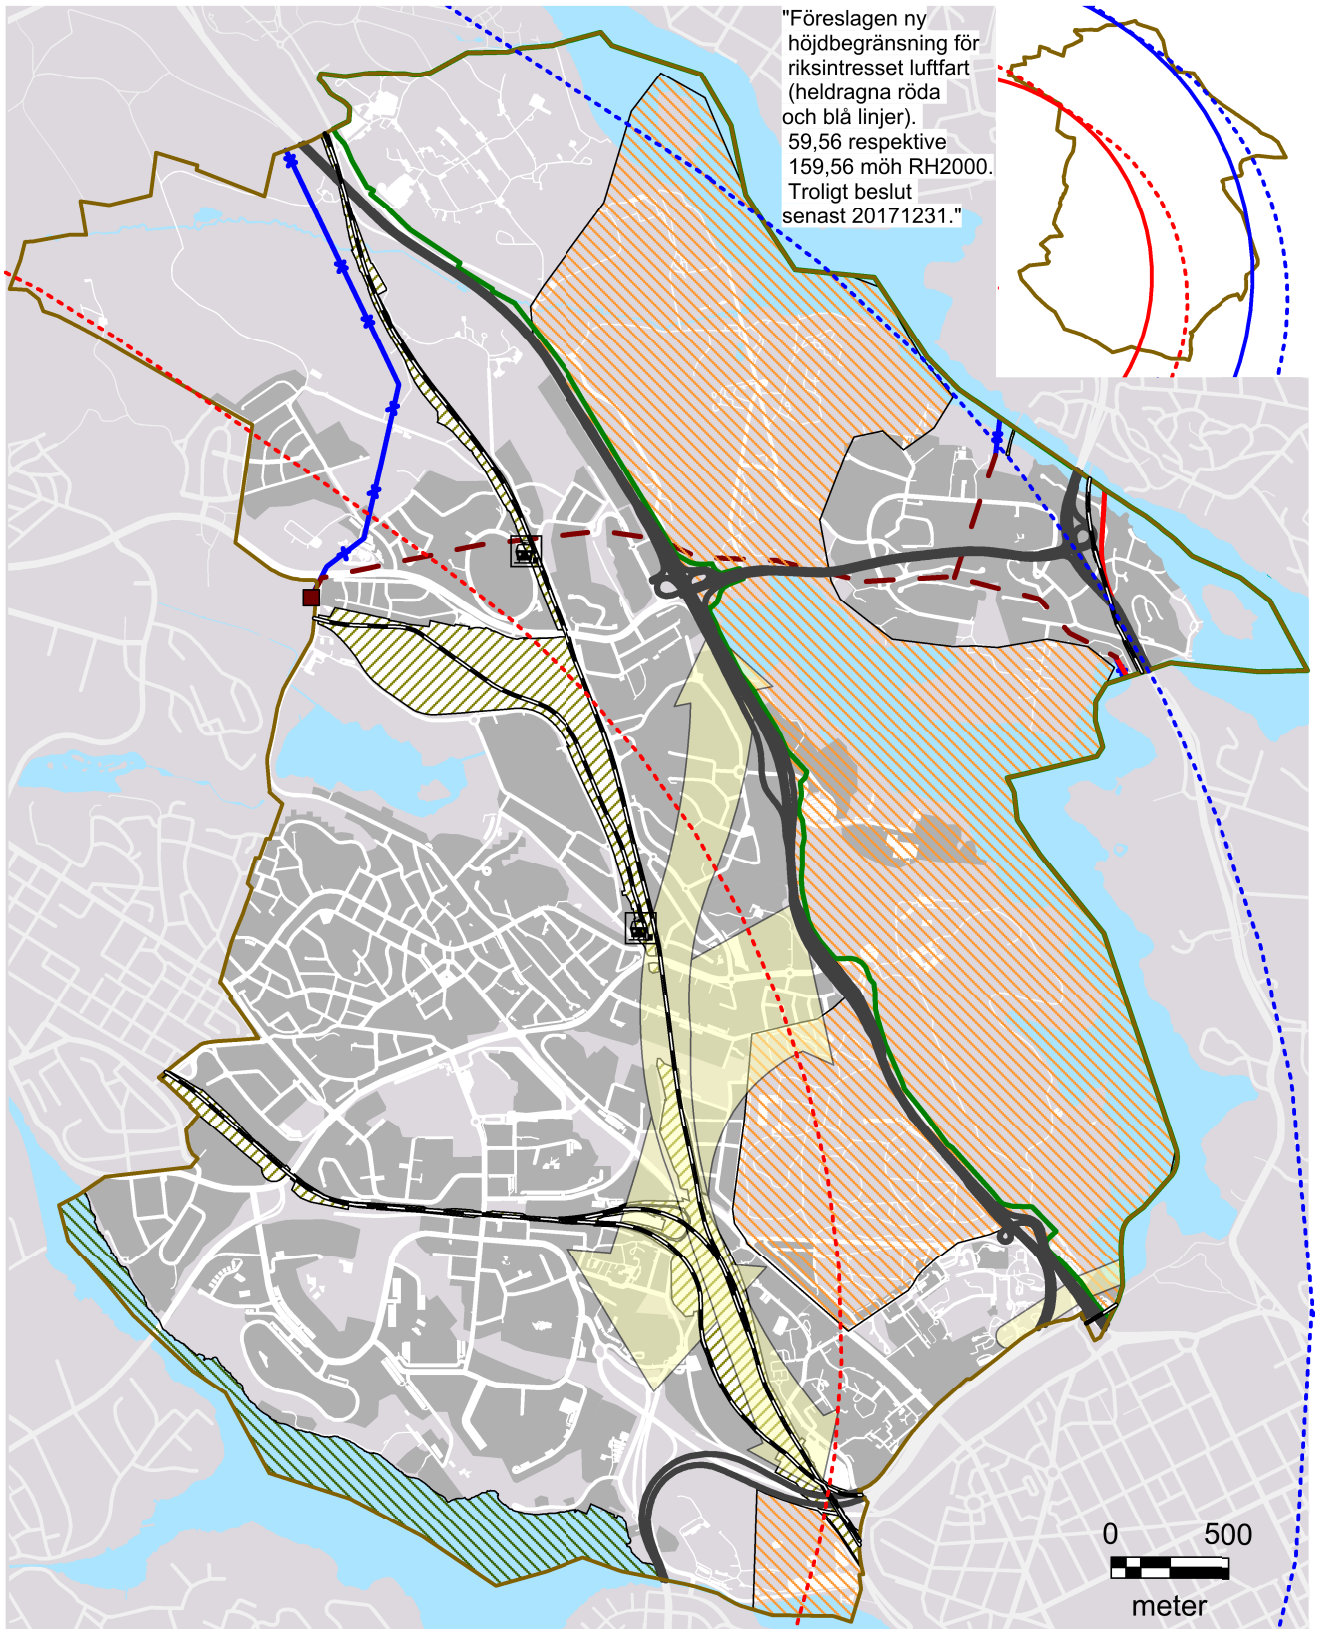 "Föreslagen ny
höjdbegränsning för
riksintresset luftfart
(heldragna röda
och blå linjer).
59,56 respektive
159,56 möh RH2000.
Troligt beslut
senast 20171231."
0 500
meter